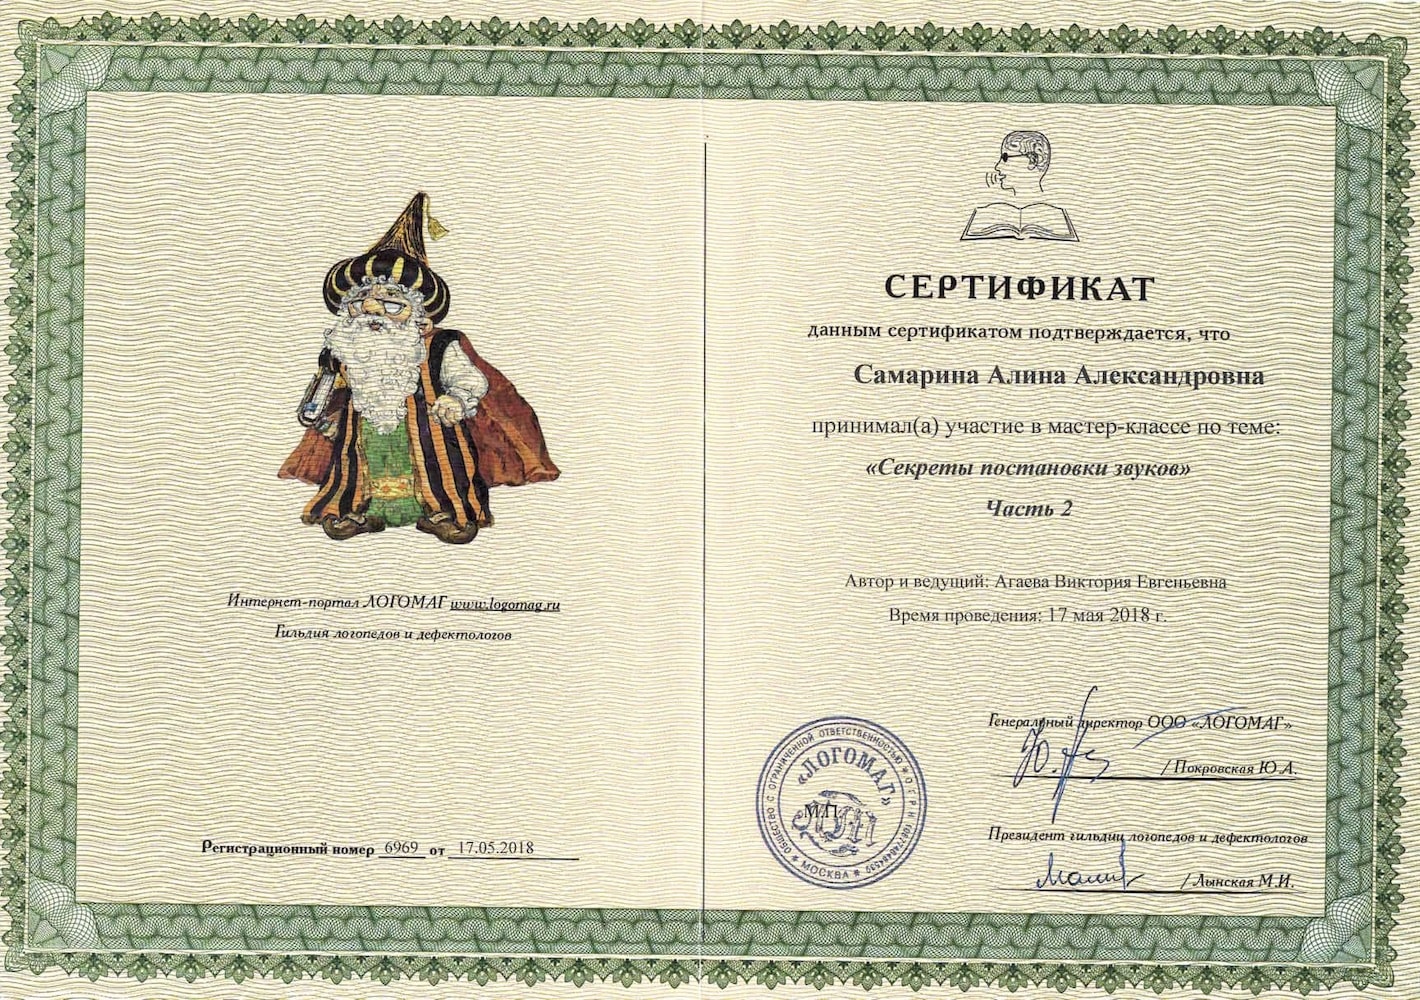 Интернет-портал ЛОГОМАГ www.logomag.ru
Гильдия логопедов и дефектологов
Регистрационный номер 6969 от 17.05.2018
СЕРТИФИКАТ
данным сертификатом подтверждается, что
Самарина Алина Александровна
принимал(а) участие в мастер-классе по теме:
«Секреты постановки звуков»
Часть 2
Автор и ведущий: Агаева Виктория Евгеньевна
Время проведения: 17 мая 2018 г.
Генеральный директор ООО «ЛОГОМАГ»
/ Покровская Ю.А.
Президент гильдии логопедов и дефектологов
/ Лынская М.И.
ОБЩЕСТВО С ОГРАНИЧЕННОЙ ОТВЕТСТВЕННОСТЬЮ * О Г Р Н
«ЛОГОМАГ»
М.П.
* МОСКВА *